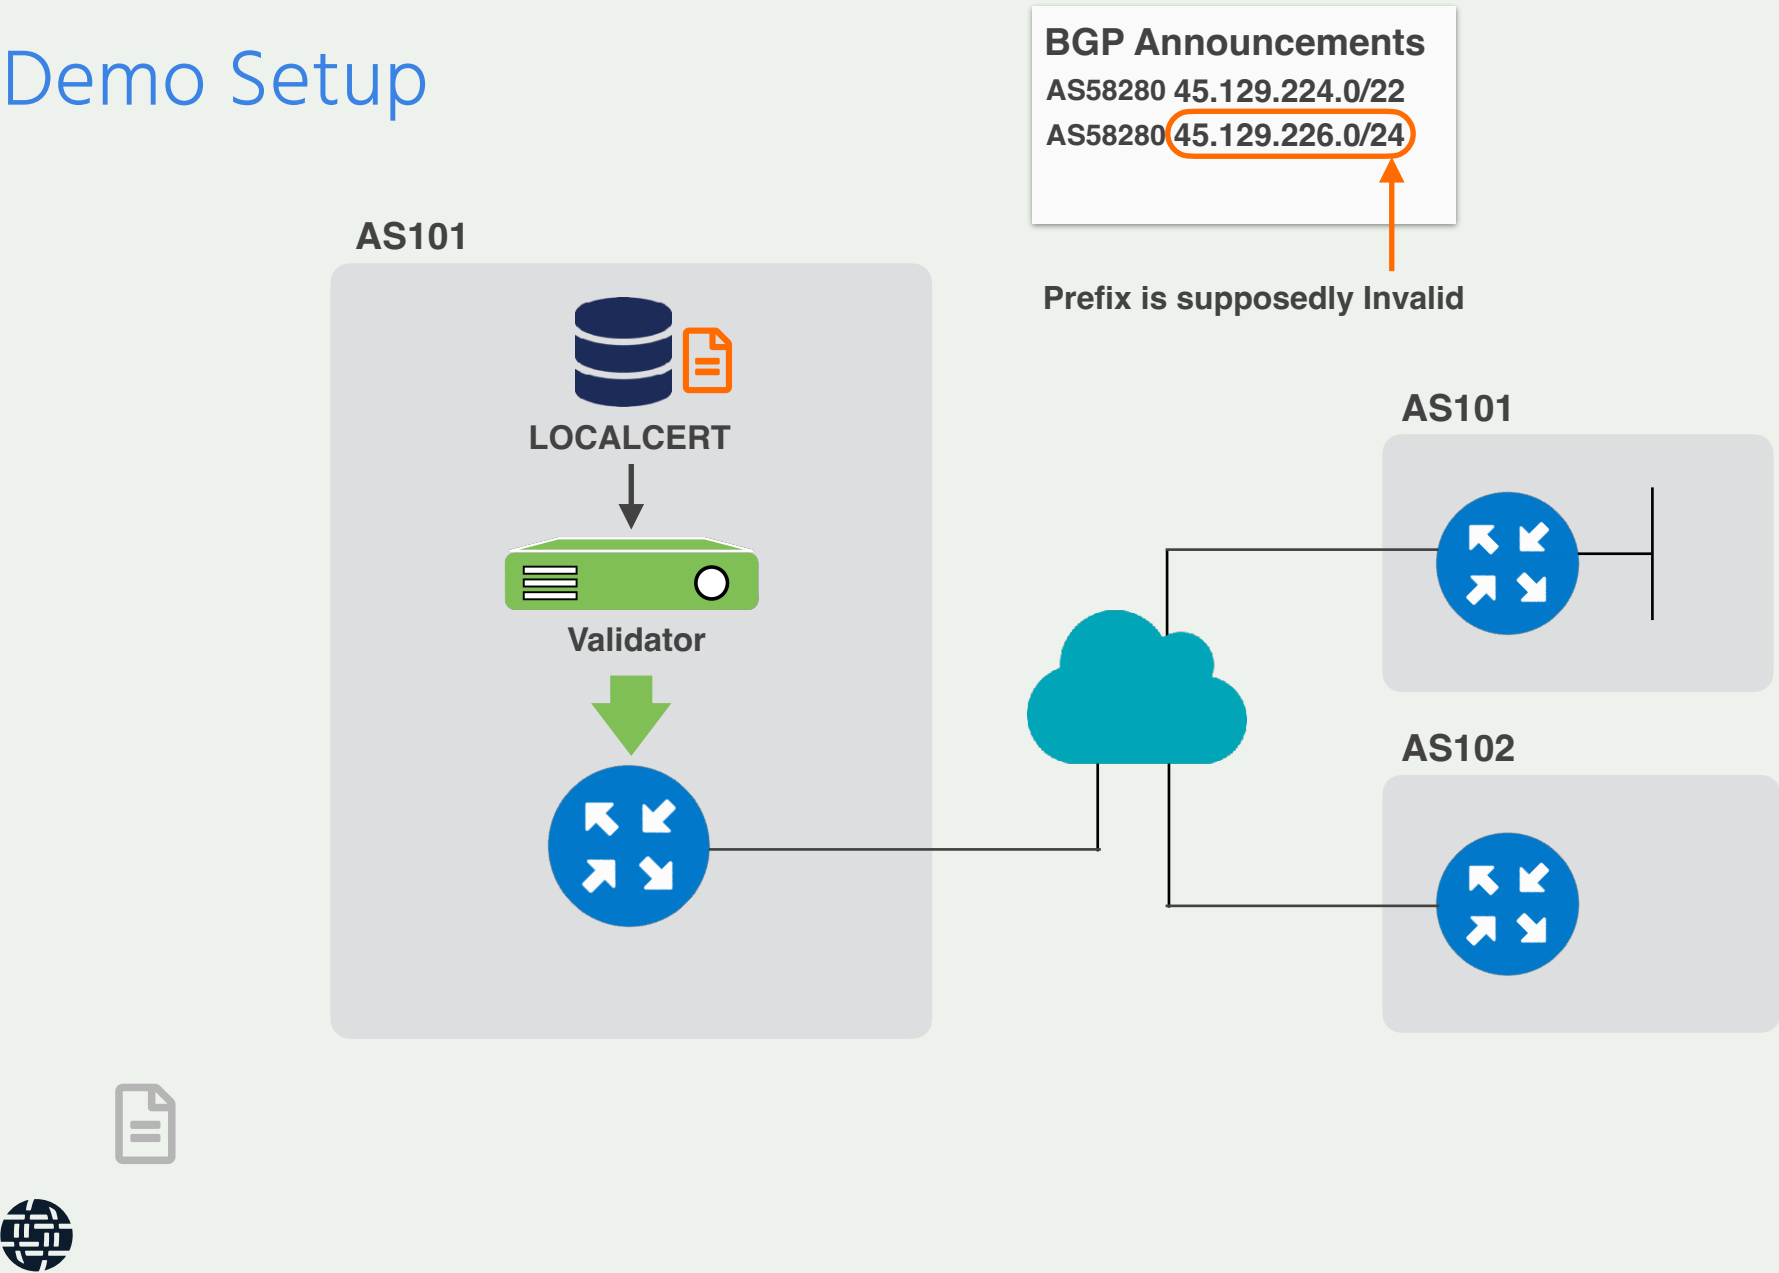 Demo Setup
BGP Announcements
AS58280 45.129.224.0/22
AS58280 45.129.226.0/24
Prefix is supposedly Invalid
AS101
LOCALCERT
Validator
AS101
AS102